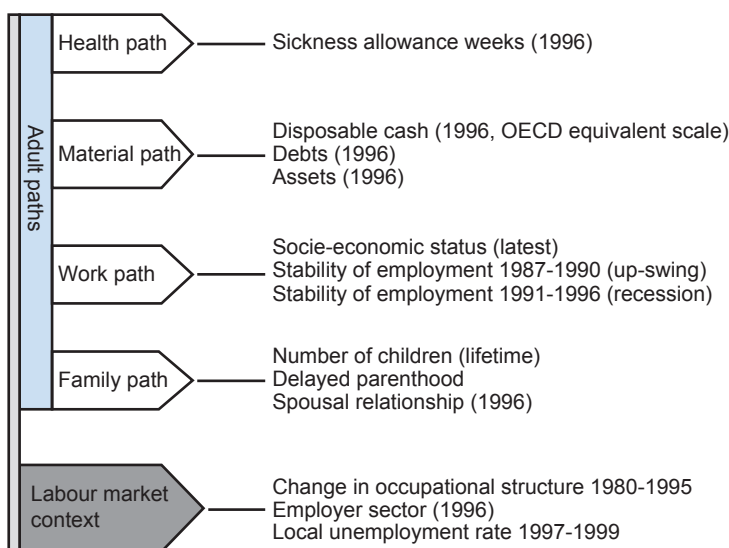 Health path
Sickness allowance weeks (1996)
Adult paths
Material path
Disposable cash (1996, OECD equivalent scale)
Debts (1996)
Assets (1996)
Work path
Socie-economic status (latest)
Stability of employment 1987-1990 (up-swing)
Stability of employment 1991-1996 (recession)
Family path
Number of children (lifetime)
Delayed parenthood
Spousal relationship (1996)
Labour market
context
Change in occupational structure 1980-1995
Employer sector (1996)
Local unemployment rate 1997-1999